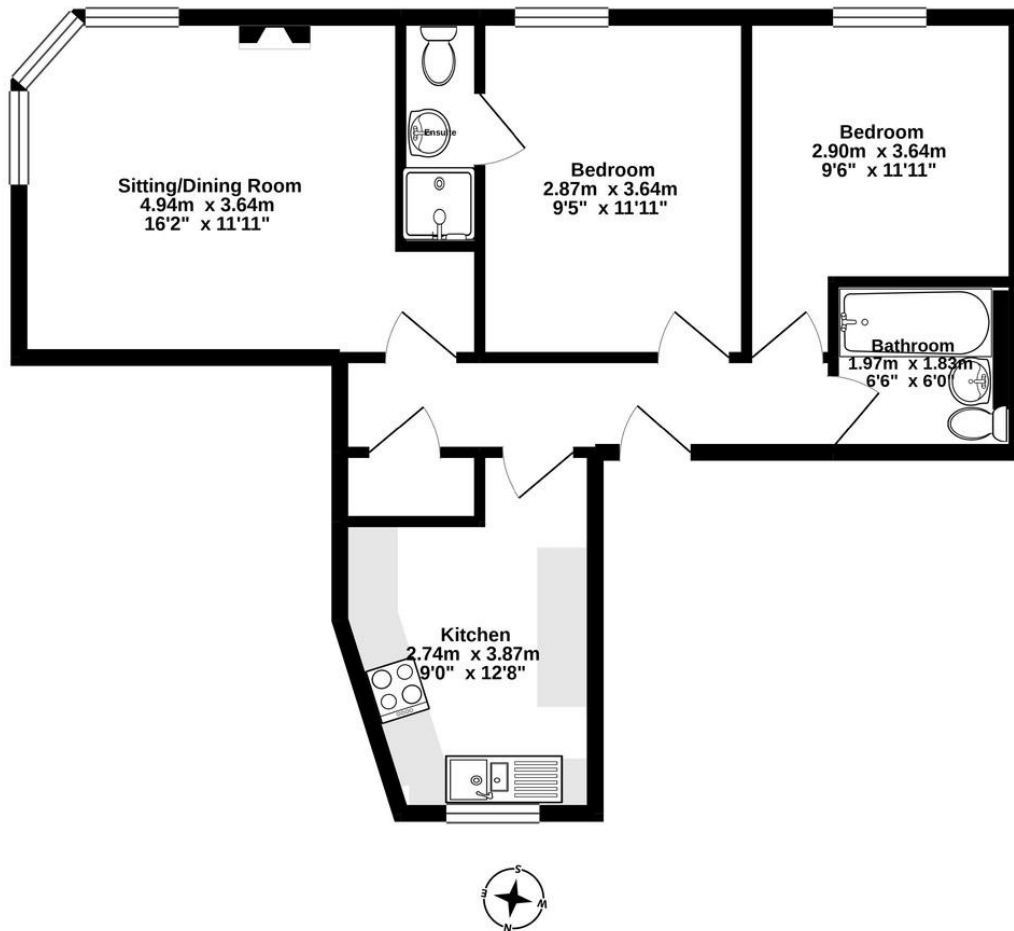 Ensuite
Bedroom
2.90m x 3.64m
9'6" x 11'11"
Bedroom
2.87m x 3.64m
9'5" x 11'11"
Sitting/Dining Room
4.94m x 3.64m
16'2" x 11'11"
Bathroom
1.97m x 1.83m
6'6" x 6'0"
Kitchen
2.74m x 3.87m
9'0" x 12'8"
S
E
W
N